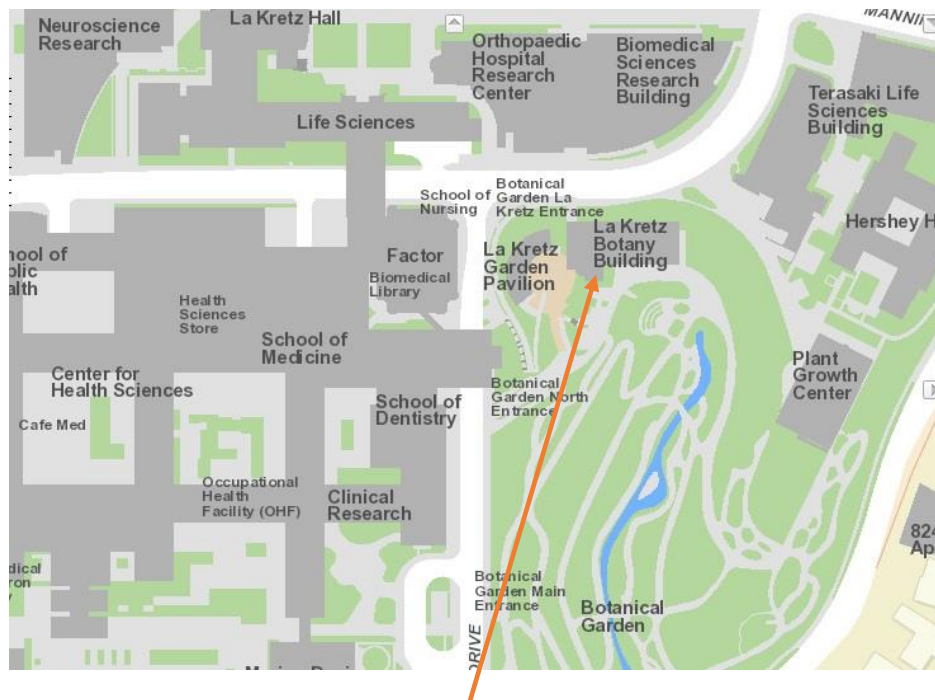 Neuroscience
Research
La Kretz Hall
Orthopaedic
Hospital
Research
Center
Biomedical
Sciences
Research
Building
Terasaki Life
Sciences
Building
Life Sciences
School of
Nursing
Botanical
Garden La
Kretz Entrance
Hershey H
Factor
Biomedical
Library
La Kretz
Garden
Pavilion
La Kretz
Botany
Building
Health
Sciences
Store
School of
Medicine
Center for
Health Sciences
Cafe Med
School of
Dentistry
Botanical
Garden North
Entrance
Plant
Growth
Center
Occupational
Health
Facility (OHF)
Clinical
Research
824
Ap
Botanical
Garden Main
Entrance
Botanical
Garden
DRIVE